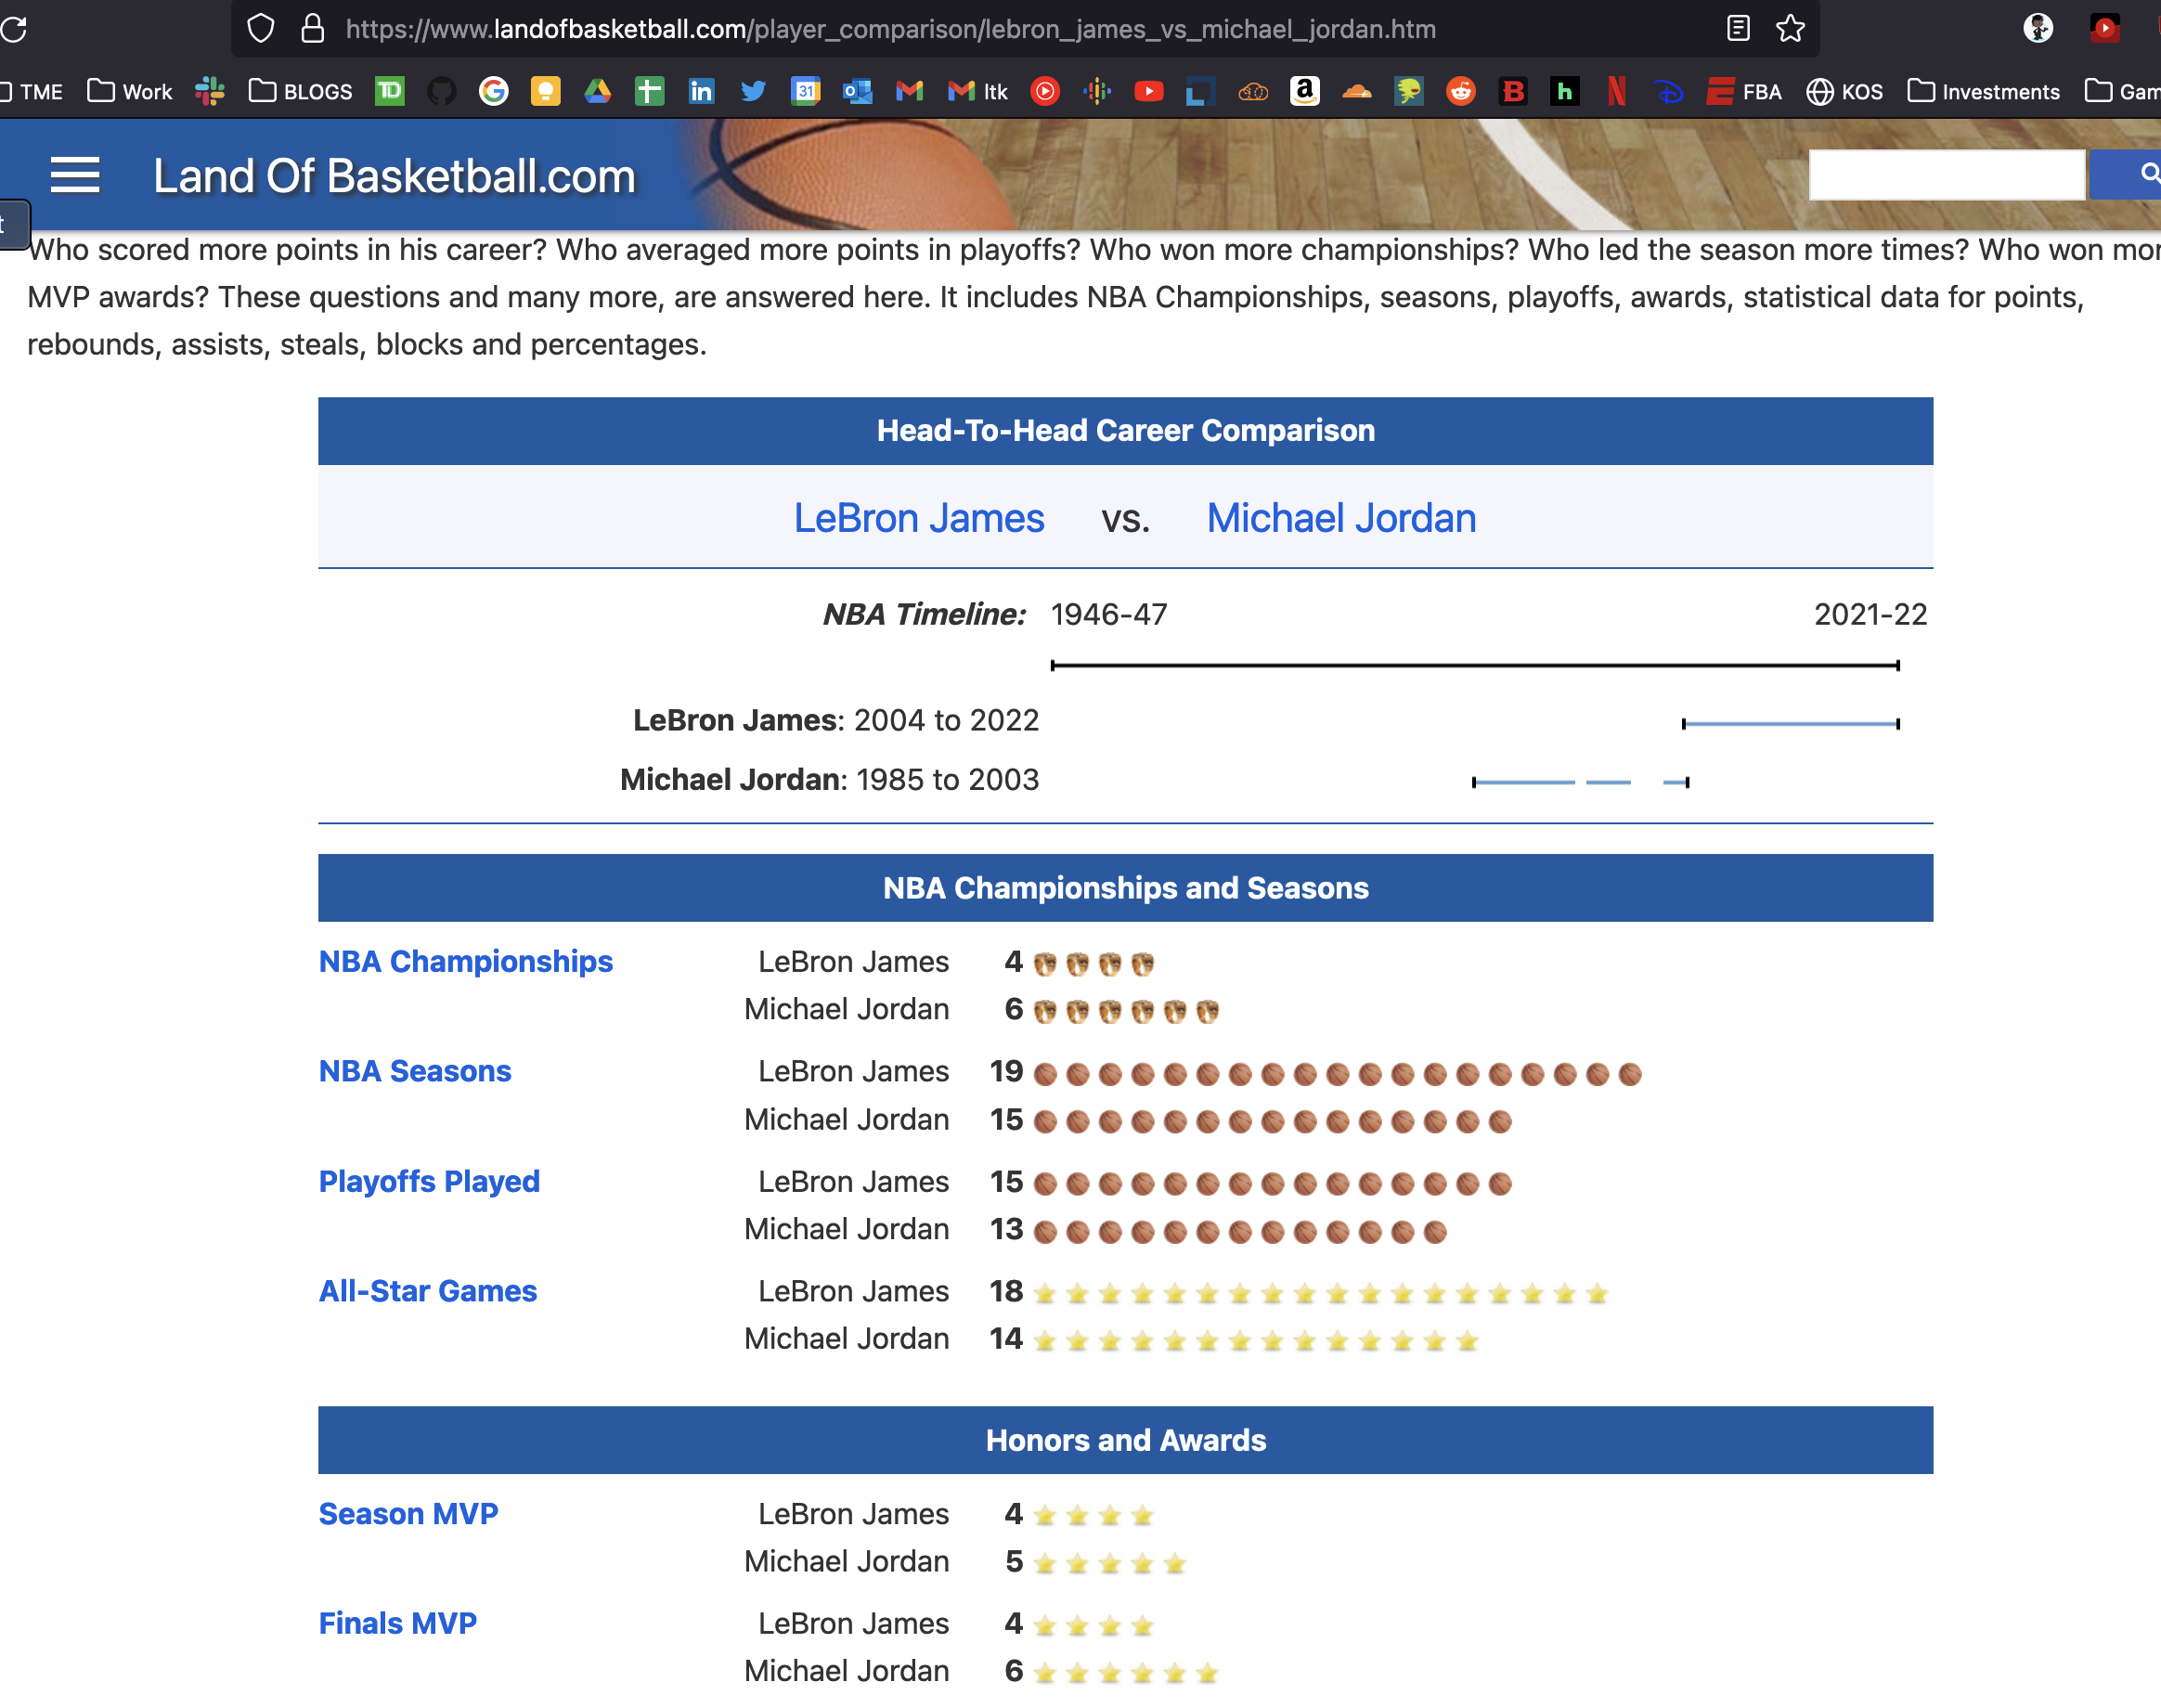 https://www.landofbasketball.com/player_comparison/lebron_james_vs_michael_jordan.htm
TME Work BLOGS TD 31 ltk a B h N FBA KOS Investments Gam
Land Of Basketball.com
t
Who scored more points in his career? Who averaged more points in playoffs? Who won more championships? Who led the season more times? Who won mor
MVP awards? These questions and many more, are answered here. It includes NBA Championships, seasons, playoffs, awards, statistical data for points,
rebounds, assists, steals, blocks and percentages.
Head-To-Head Career Comparison
LeBron James vs. Michael Jordan
NBA Timeline: 1946-47 2021-22
LeBron James: 2004 to 2022
Michael Jordan: 1985 to 2003
NBA Championships and Seasons
NBA Championships LeBron James 4
Michael Jordan 6
NBA Seasons LeBron James 19
Michael Jordan 15
Playoffs Played LeBron James 15
Michael Jordan 13
All-Star Games LeBron James 18
Michael Jordan 14
Honors and Awards
Season MVP LeBron James 4
Michael Jordan 5
Finals MVP LeBron James 4
Michael Jordan 6